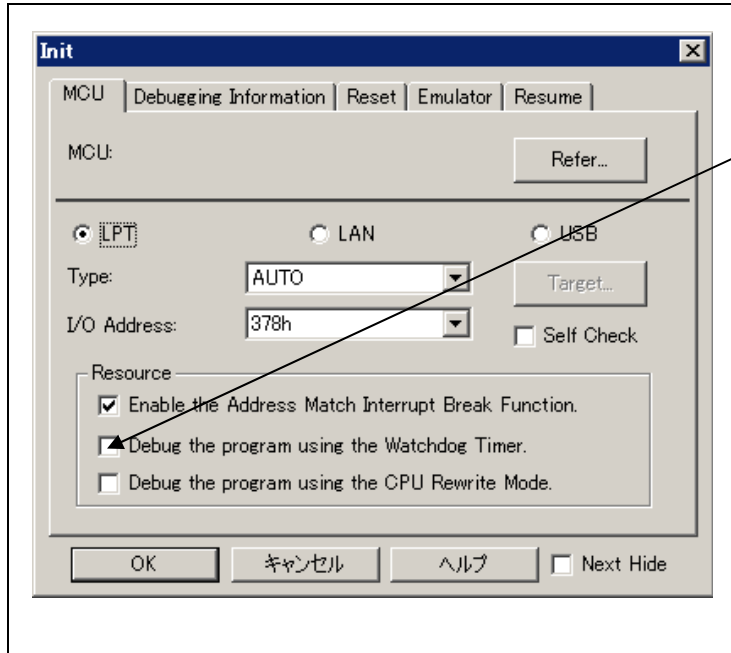 Init
MCU Debugging Information Reset Emulator Resume
MCU: Refer...
LPT LAN USB
Type: AUTO Target...
I/O Address: 378h Self Check
Resource
Enable the Address Match Interrupt Break Function.
Debug the program using the Watchdog Timer.
Debug the program using the CPU Rewrite Mode.
OK キャンセル ヘルプ Next Hide